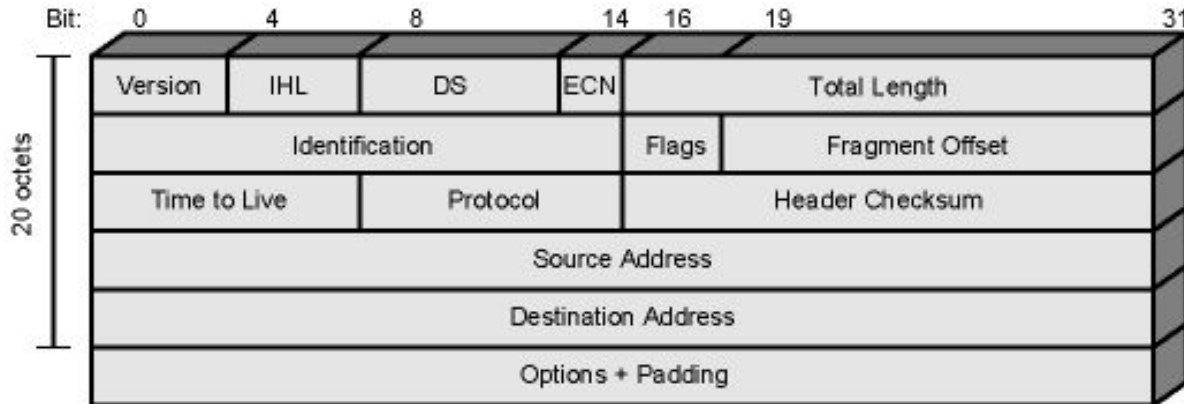 Bit: 0 4 8 14 16 19 31
Version IHL DS ECN Total Length
Identification Flags Fragment Offset
Time to Live Protocol Header Checksum
Source Address
Destination Address
Options + Padding
20 octets